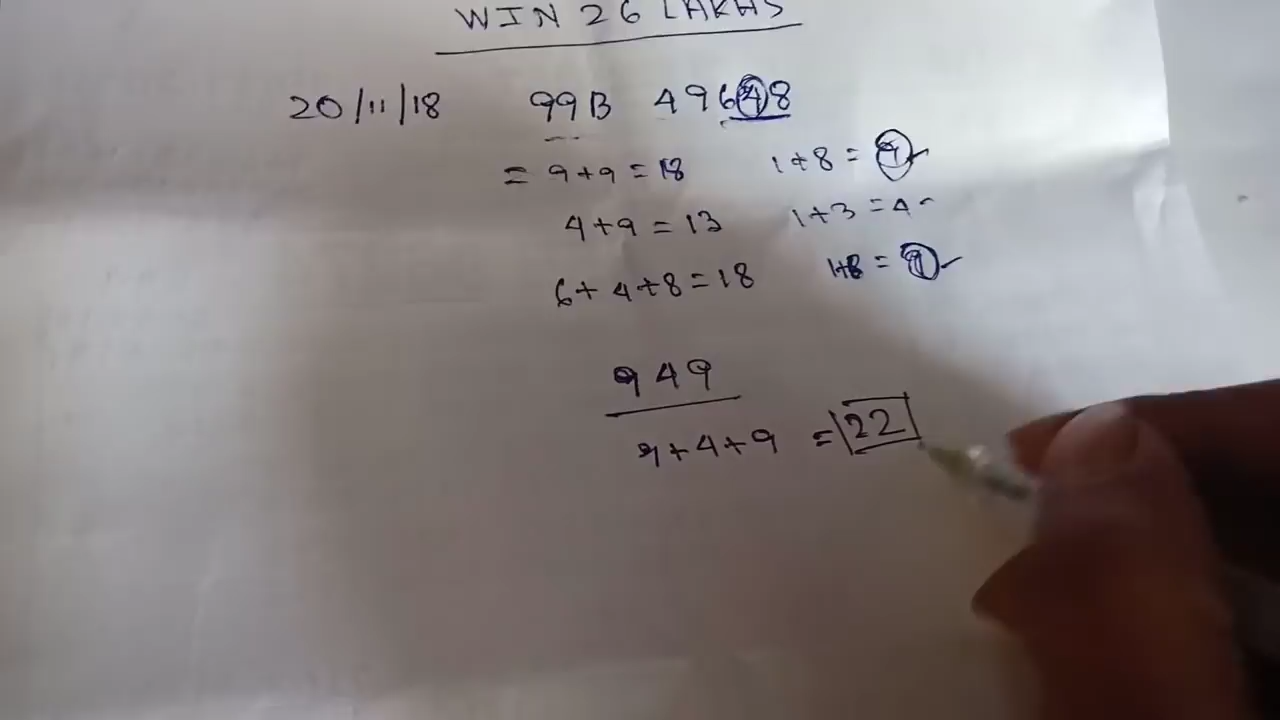 WIN 26 LAKHS
20/11/18 99B 49648
= 9+9=18 1+8=9
4+9=13 1+3=4
6+4+8=18 1+8=9
949
9+4+9 =22